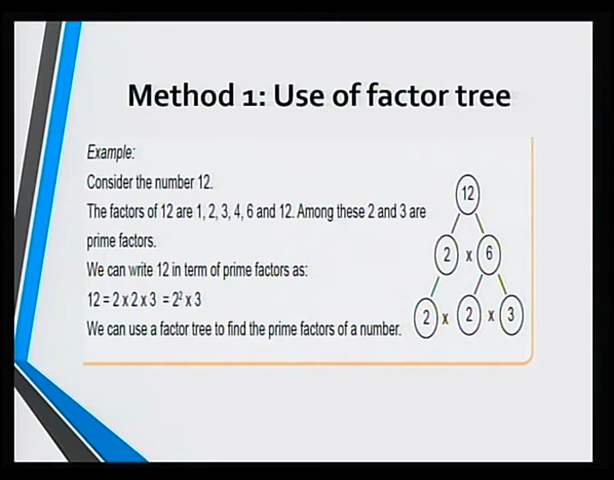 Method 1: Use of factor tree
Example:
Consider the number 12.
The factors of 12 are 1, 2, 3, 4, 6 and 12. Among these 2 and 3 are
prime factors.
We can write 12 in term of prime factors as:
12 = 2 x 2 x 3 = 2² x 3
We can use a factor tree to find the prime factors of a number.
12
2 x 6
2 x 2 x 3